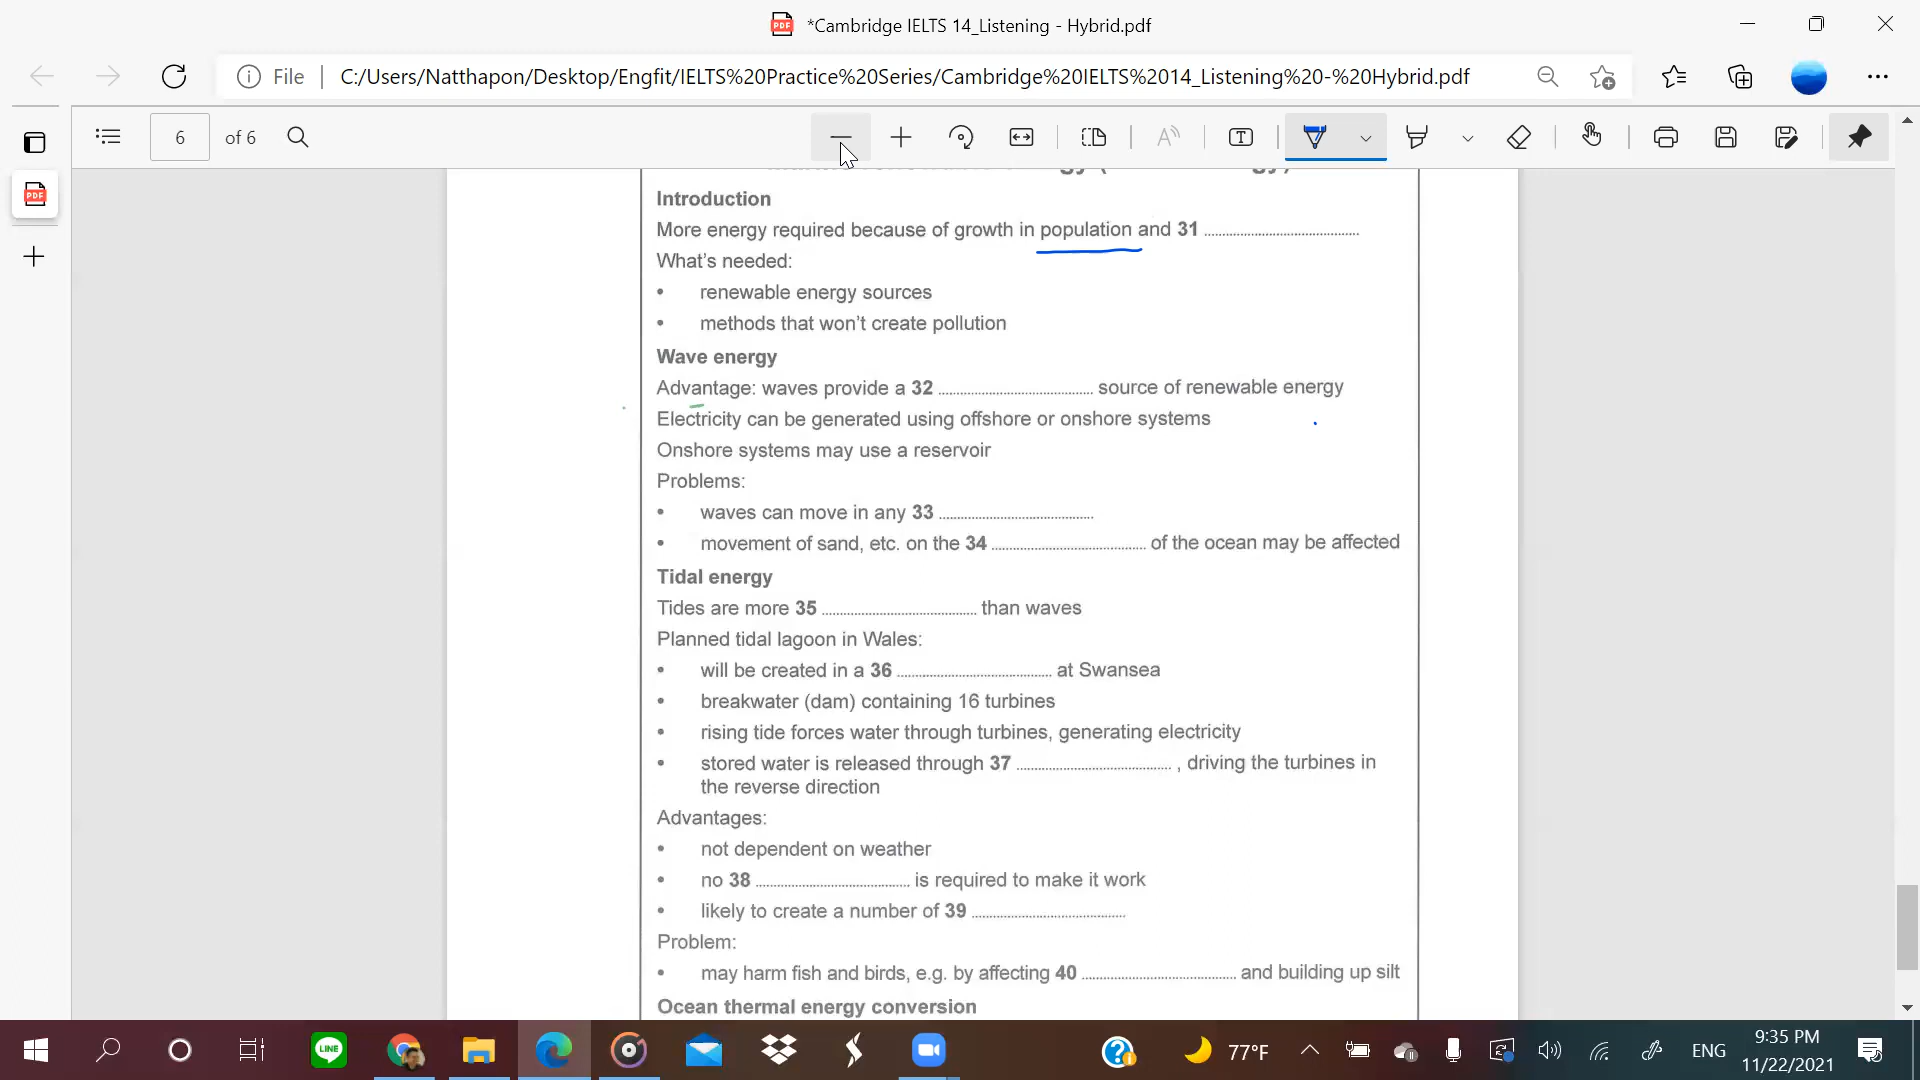 *Cambridge IELTS 14_Listening - Hybrid.pdf
File C:/Users/Natthapon/Desktop/Engfit/IELTS%20Practice%20Series/Cambridge%20IELTS%2014_Listening%20-%20Hybrid.pdf
6 of 6
Introduction
More energy required because of growth in population and 31 ........................................
What's needed:
• renewable energy sources
• methods that won't create pollution
Wave energy
Advantage: waves provide a 32 ........................................ source of renewable energy
Electricity can be generated using offshore or onshore systems
Onshore systems may use a reservoir
Problems:
• waves can move in any 33 ........................................
• movement of sand, etc. on the 34 ........................................ of the ocean may be affected
Tidal energy
Tides are more 35 ........................................ than waves
Planned tidal lagoon in Wales:
• will be created in a 36 ........................................ at Swansea
• breakwater (dam) containing 16 turbines
• rising tide forces water through turbines, generating electricity
• stored water is released through 37 ........................................ , driving the turbines in
the reverse direction
Advantages:
• not dependent on weather
• no 38 ........................................ is required to make it work
• likely to create a number of 39 ........................................
Problem:
• may harm fish and birds, e.g. by affecting 40 ........................................ and building up silt
Ocean thermal energy conversion
LINE
77°F
ENG
9:35 PM
11/22/2021